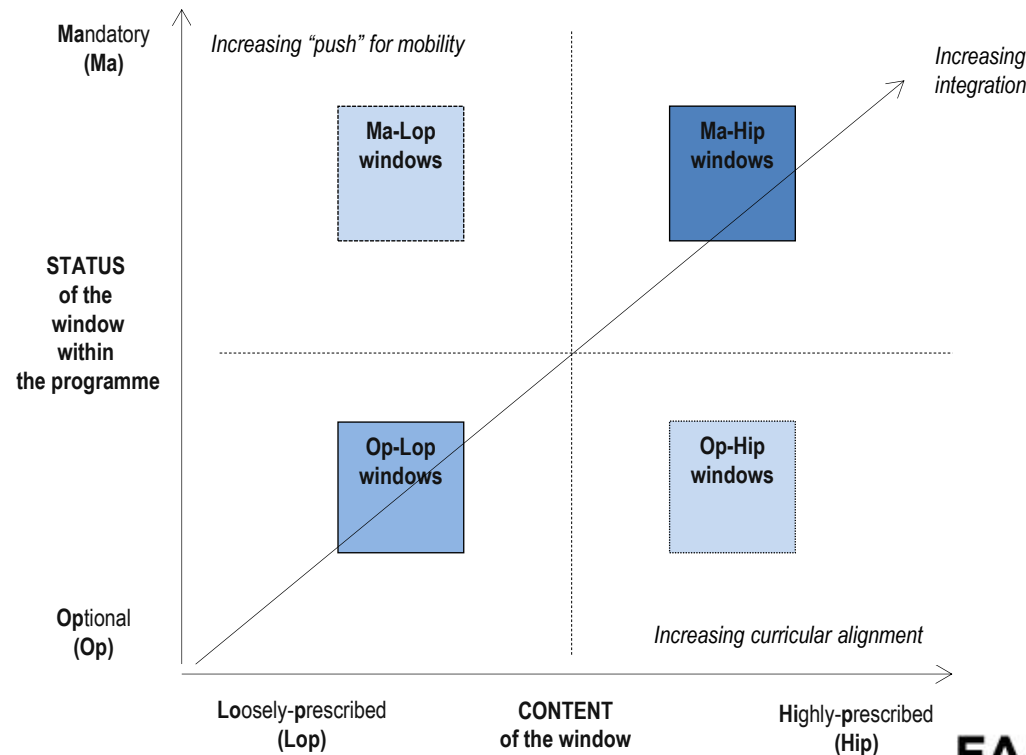 Mandatory
(Ma)
Increasing “push” for mobility
Increasing
integration
Ma-Lop
windows
Ma-Hip
windows
STATUS
of the
window
within
the programme
Op-Lop
windows
Op-Hip
windows
Optional
(Op)
Increasing curricular alignment
Loosely-prescribed
(Lop)
CONTENT
of the window
Highly-prescribed
(Hip)